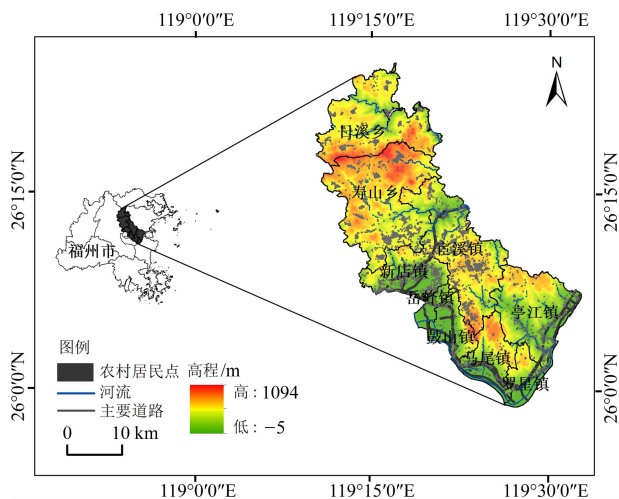 119°0′0″E 119°15′0″E 119°30′0″E
N
日溪乡
26°15′0″N 26°15′0″N
寿山乡
宦溪镇
福州市
新店镇
岳峰镇
亭江镇
鼓山镇
图例
马尾镇
农村居民点 高程/m
罗星镇
26°0′0″N 26°0′0″N
河流 高：1094
主要道路
0 10 km 低：−5
119°0′0″E 119°15′0″E 119°30′0″E